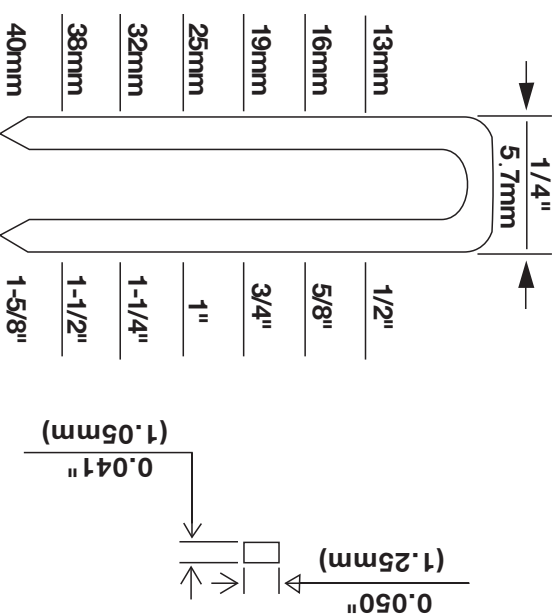 1/4"
5.7mm
13mm
1/2"
16mm
5/8"
19mm
3/4"
25mm
1"
32mm
1-1/4"
38mm
1-1/2"
40mm
1-5/8"
0.041"
(1.05mm)
0.050"
(1.25mm)